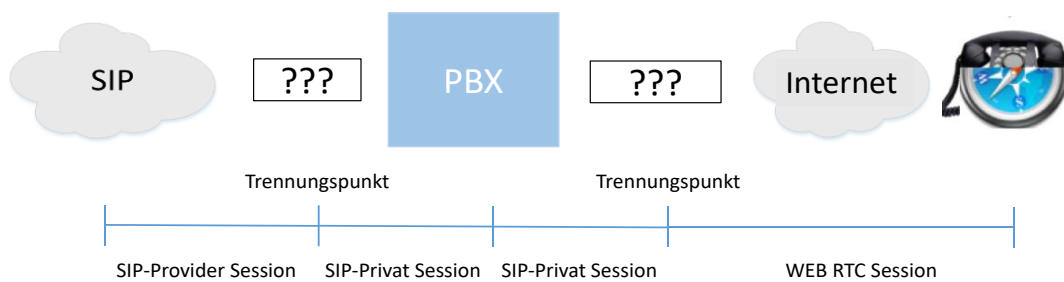 SIP
???
PBX
???
Internet
Trennungspunkt
Trennungspunkt
SIP-Provider Session
SIP-Privat Session
SIP-Privat Session
WEB RTC Session